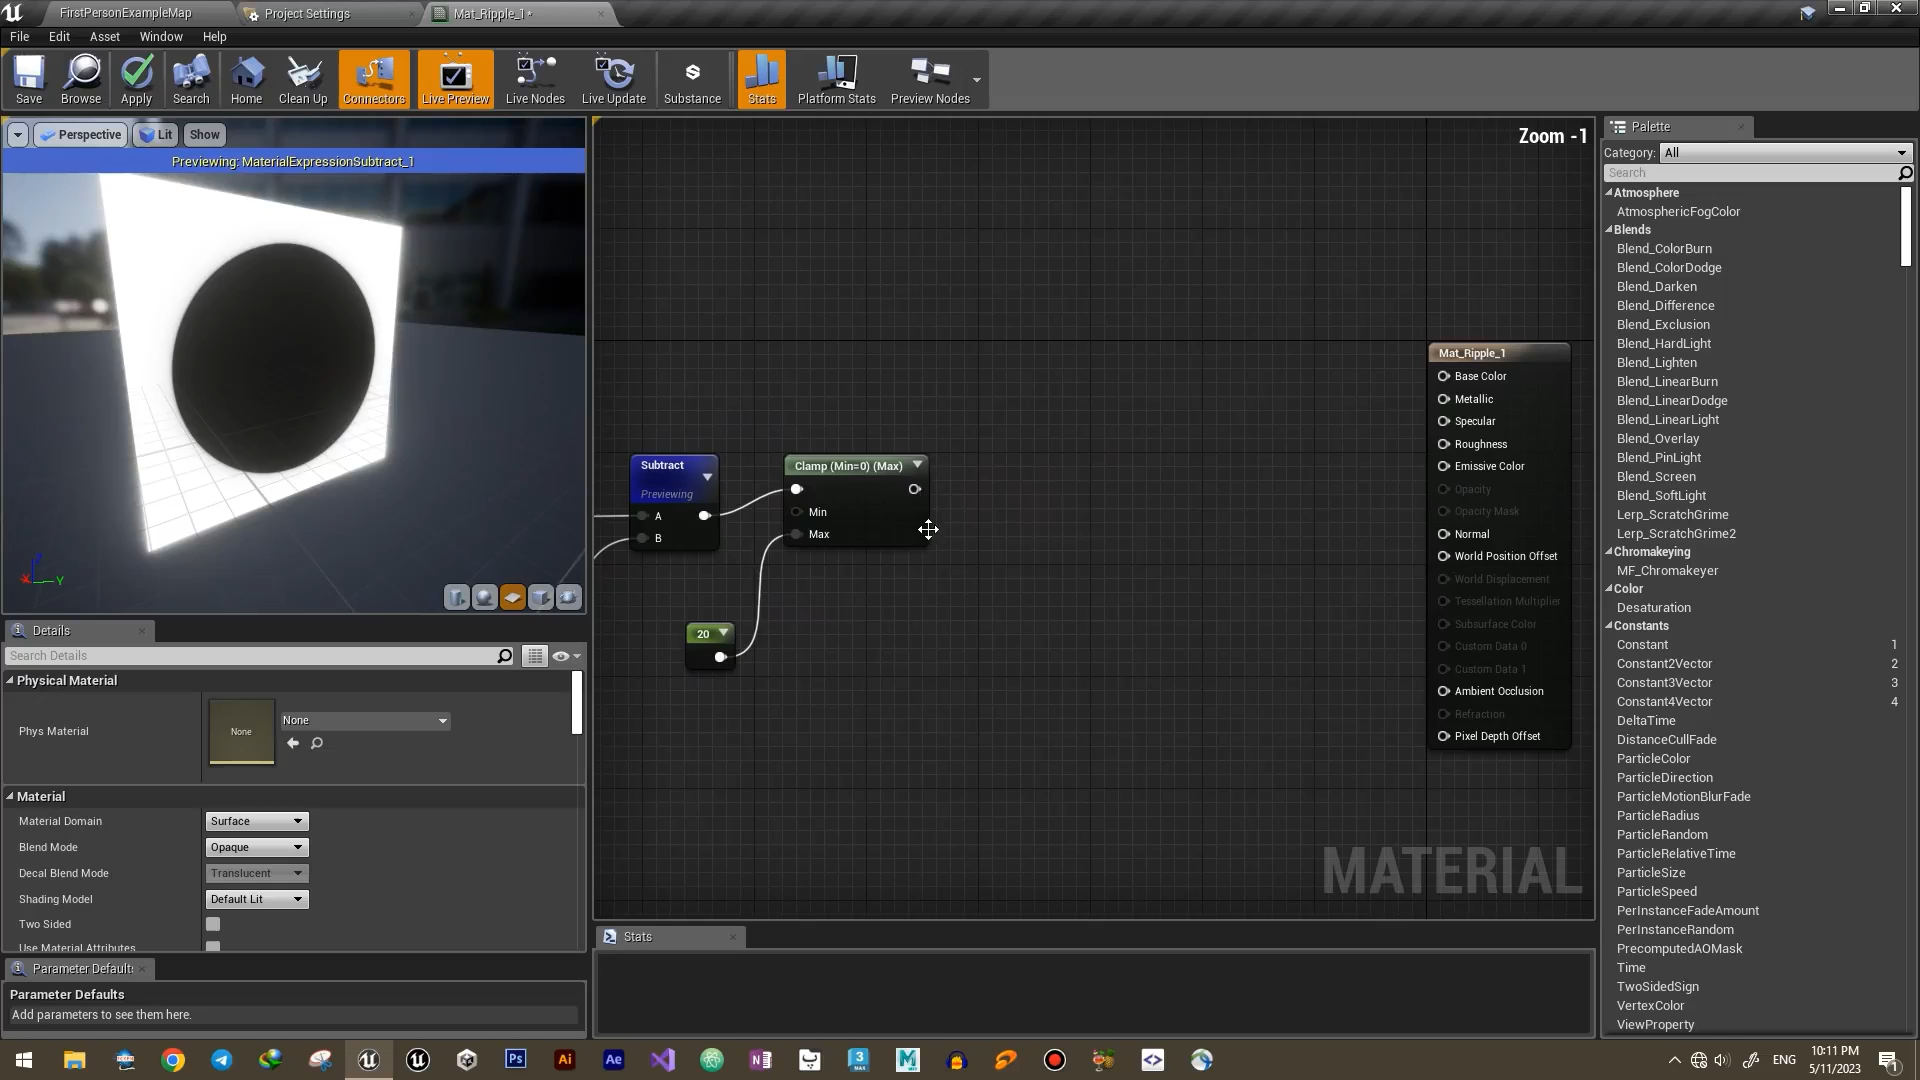 FirstPersonExampleMap
Project Settings
Mat_Ripple_1*
File
Edit
Asset
Window
Help
Save
Browse
Apply
Search
Home
Clean Up
Connectors
Live Preview
Live Nodes
Live Update
Substance
Stats
Platform Stats
Preview Nodes
Perspective
Lit
Show
Previewing: MaterialExpressionSubtract_1
X
Y
Details
Search Details
Physical Material
Phys Material
None
None
Material
Material Domain
Surface
Blend Mode
Opaque
Decal Blend Mode
Translucent
Shading Model
Default Lit
Two Sided
Use Material Attributes
Parameter Defaults
Parameter Defaults
Add parameters to see them here.
Zoom -1
Subtract
Previewing
A
B
Clamp (Min=0) (Max)
Min
Max
20
Mat_Ripple_1
Base Color
Metallic
Specular
Roughness
Emissive Color
Opacity
Opacity Mask
Normal
World Position Offset
World Displacement
Tessellation Multiplier
Subsurface Color
Custom Data 0
Custom Data 1
Ambient Occlusion
Refraction
Pixel Depth Offset
MATERIAL
Stats
Palette
Category:
All
Search
Atmosphere
AtmosphericFogColor
Blends
Blend_ColorBurn
Blend_ColorDodge
Blend_Darken
Blend_Difference
Blend_Exclusion
Blend_HardLight
Blend_Lighten
Blend_LinearBurn
Blend_LinearDodge
Blend_LinearLight
Blend_Overlay
Blend_PinLight
Blend_Screen
Blend_SoftLight
Lerp_ScratchGrime
Lerp_ScratchGrime2
Chromakeying
MF_Chromakeyer
Color
Desaturation
Constants
Constant 1
Constant2Vector 2
Constant3Vector 3
Constant4Vector 4
DeltaTime
DistanceCullFade
ParticleColor
ParticleDirection
ParticleMotionBlurFade
ParticleRadius
ParticleRandom
ParticleRelativeTime
ParticleSize
ParticleSpeed
PerInstanceFadeAmount
PerInstanceRandom
PrecomputedAOMask
Time
TwoSidedSign
VertexColor
ViewProperty
Ps
Ai
Ae
N
3
MAX
M
ENG
10:11 PM
5/11/2023
1